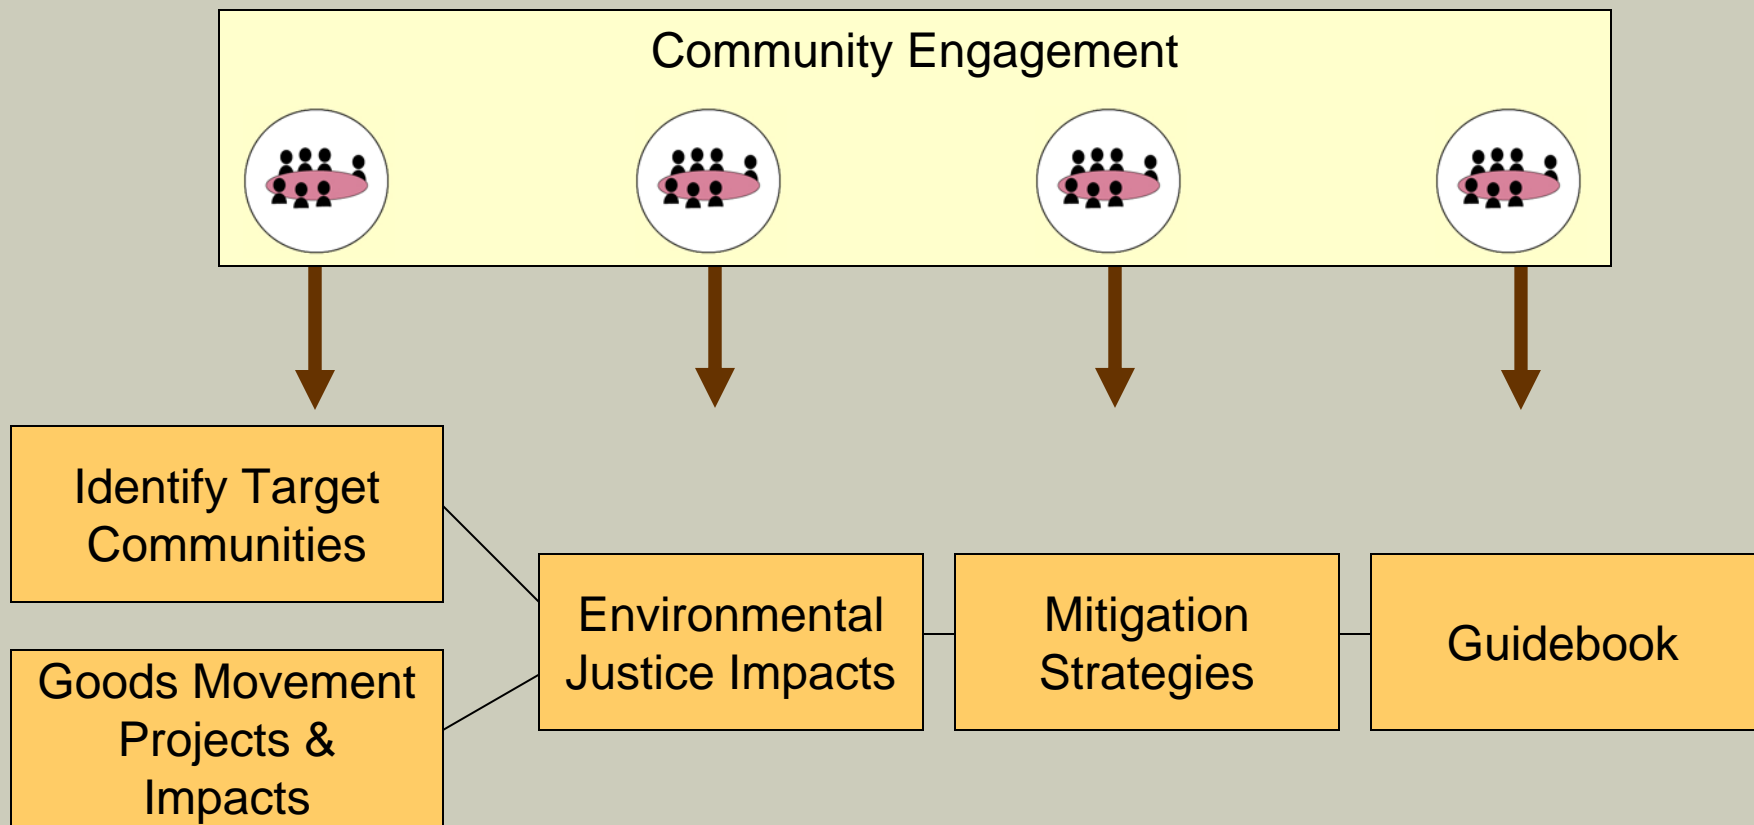 Community Engagement
Identify Target
Communities
Goods Movement
Projects &
Impacts
Environmental
Justice Impacts
Mitigation
Strategies
Guidebook